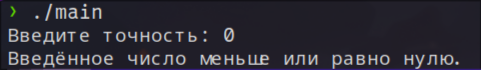 ❯ ./main
Введите точность: 0
Введённое число меньше или равно нулю.